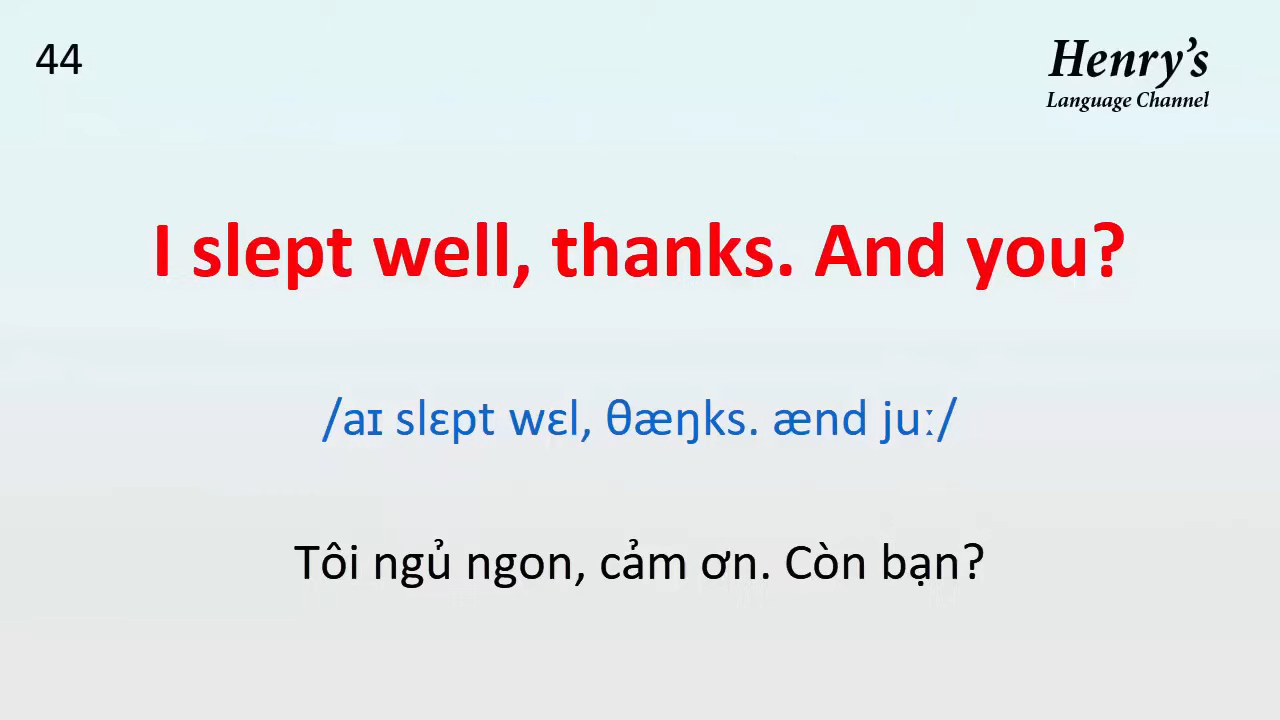 44
Henry’s
Language Channel
I slept well, thanks. And you?
/aɪ slɛpt wɛl, θæŋks. ænd juː/
Tôi ngủ ngon, cảm ơn. Còn bạn?